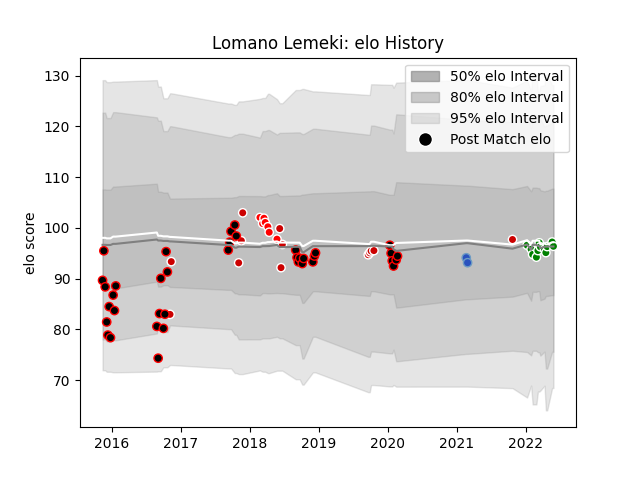 Lomano Lemeki: elo History
50% elo Interval
80% elo Interval
95% elo Interval
Post Match elo
elo score
130
120
110
100
90
80
70
2016 2017 2018 2019 2020 2021 2022